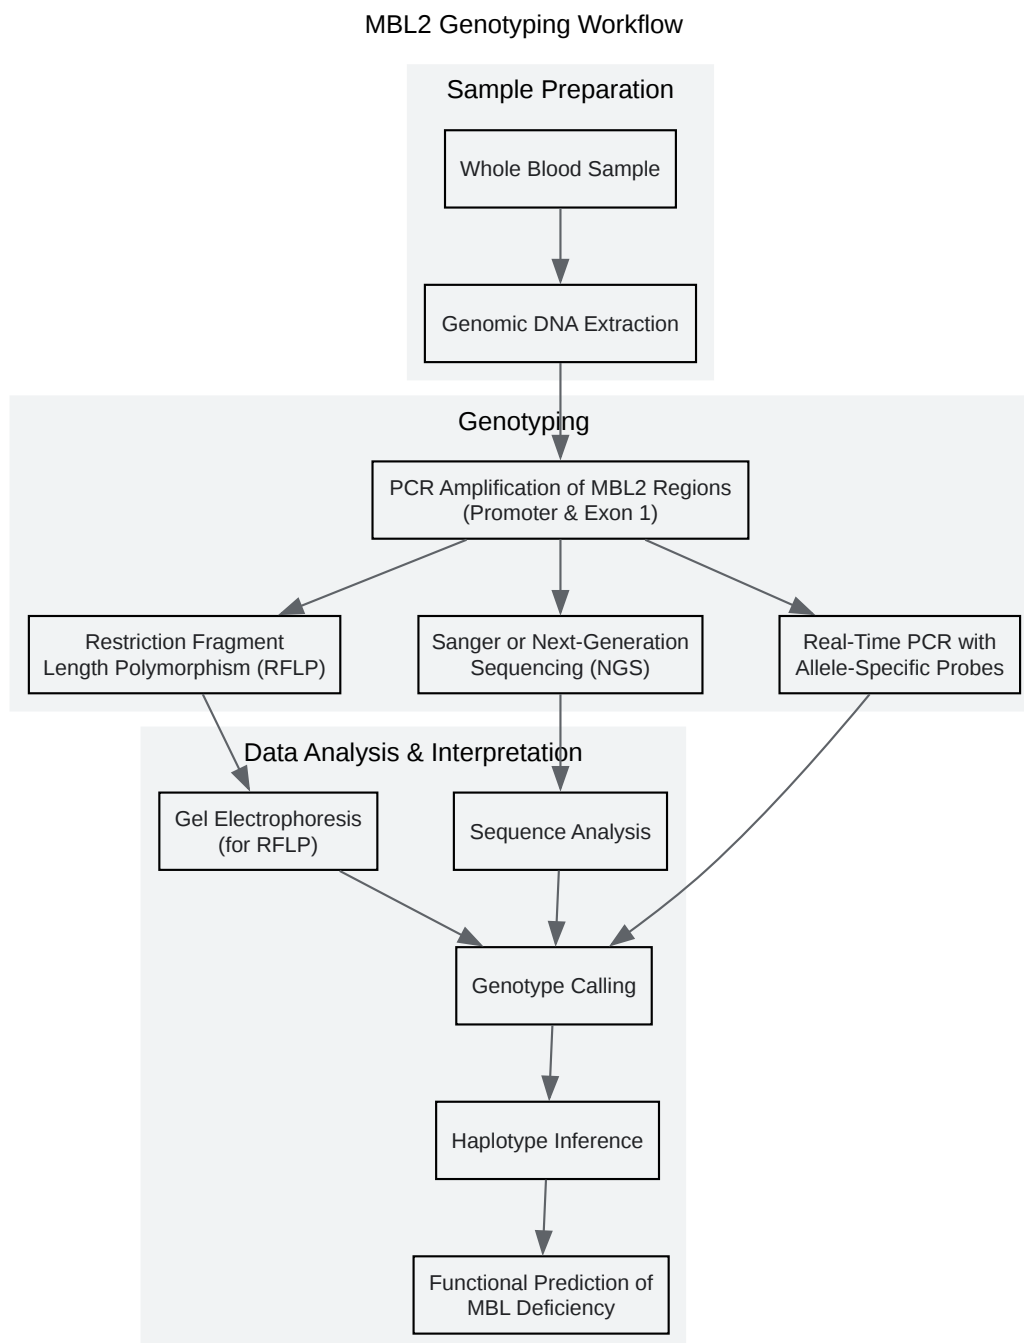 MBL2 Genotyping Workflow
Sample Preparation
Whole Blood Sample
Genomic DNA Extraction
Genotyping
PCR Amplification of MBL2 Regions
(Promoter & Exon 1)
Restriction Fragment
Length Polymorphism (RFLP)
Sanger or Next-Generation
Sequencing (NGS)
Real-Time PCR with
Allele-Specific Probes
Data Analysis & Interpretation
Gel Electrophoresis
(for RFLP)
Sequence Analysis
Genotype Calling
Haplotype Inference
Functional Prediction of
MBL Deficiency